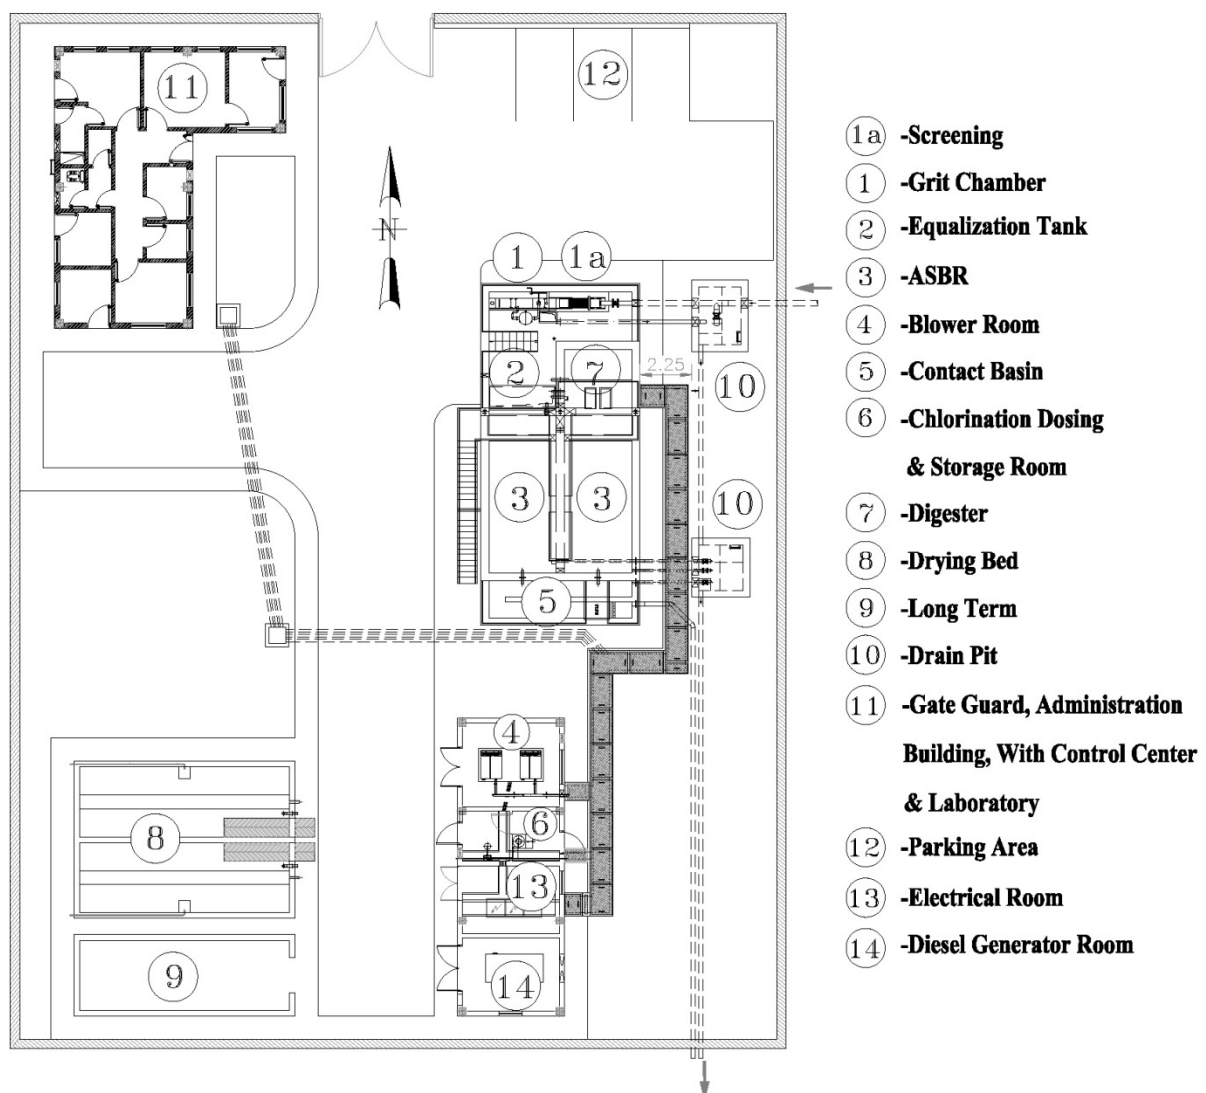 11
12
N
1
1a
2
7
2.25
10
3
3
10
5
4
6
13
8
9
14
1a -Screening
1 -Grit Chamber
2 -Equalization Tank
3 -ASBR
4 -Blower Room
5 -Contact Basin
6 -Chlorination Dosing
& Storage Room
7 -Digester
8 -Drying Bed
9 -Long Term
10 -Drain Pit
11 -Gate Guard, Administration
Building, With Control Center
& Laboratory
12 -Parking Area
13 -Electrical Room
14 -Diesel Generator Room